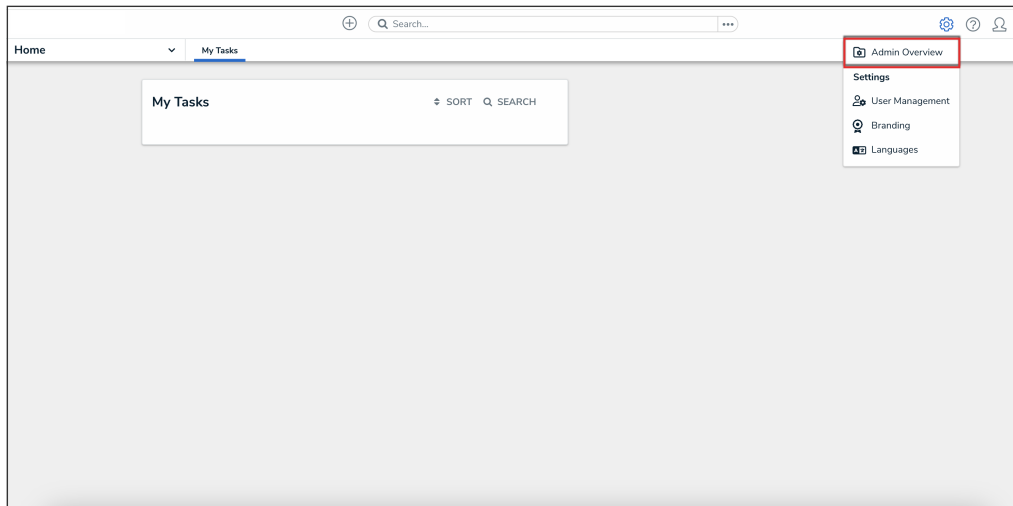 Search...
Home
My Tasks
Admin Overview
Settings
User Management
Branding
Languages
My Tasks
SORT
SEARCH